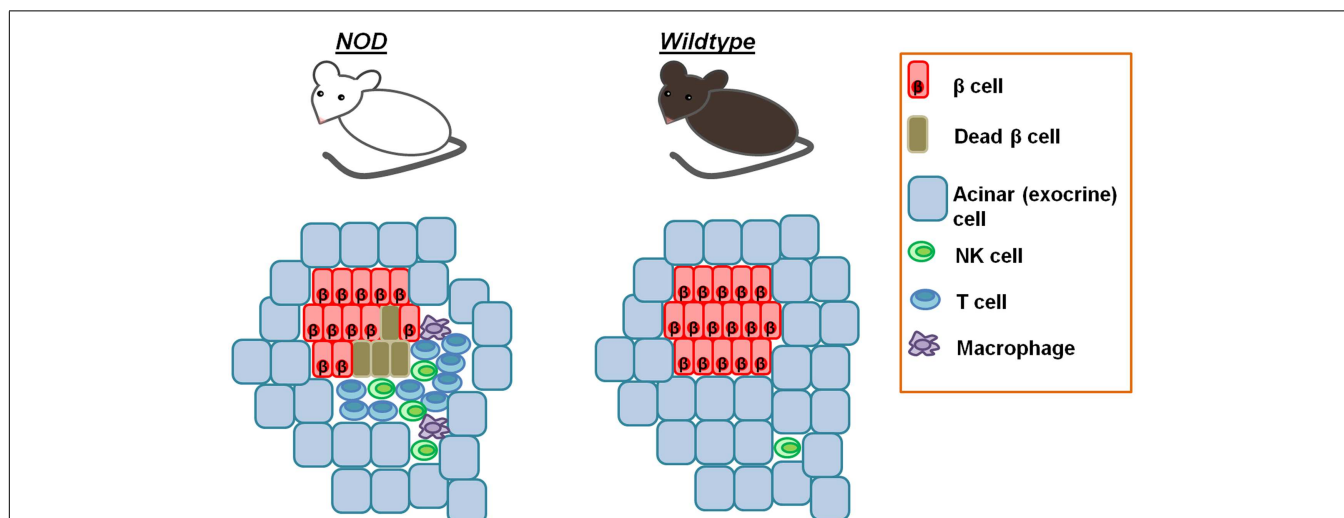 NOD
Wildtype
β β β β β
β β β β β
β β
β β β β β
β β β β β β
β β β β β
β
β cell
Dead β cell
Acinar (exocrine)
cell
NK cell
T cell
Macrophage